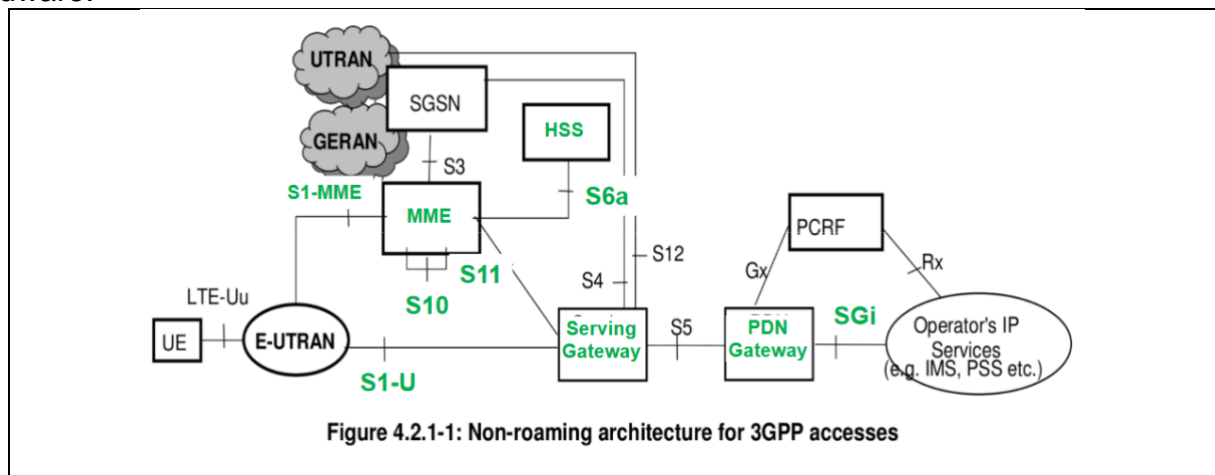 UTRAN
SGSN
HSS
GERAN
S3
S1-MME
S6a
MME
PCRF
S12
S11
Gx
Rx
S4
S10
LTE-Uu
SGi
Serving
Gateway
PDN
Gateway
Operator's IP
Services
(e.g. IMS, PSS etc.)
UE
E-UTRAN
S5
S1-U
Figure 4.2.1-1: Non-roaming architecture for 3GPP accesses